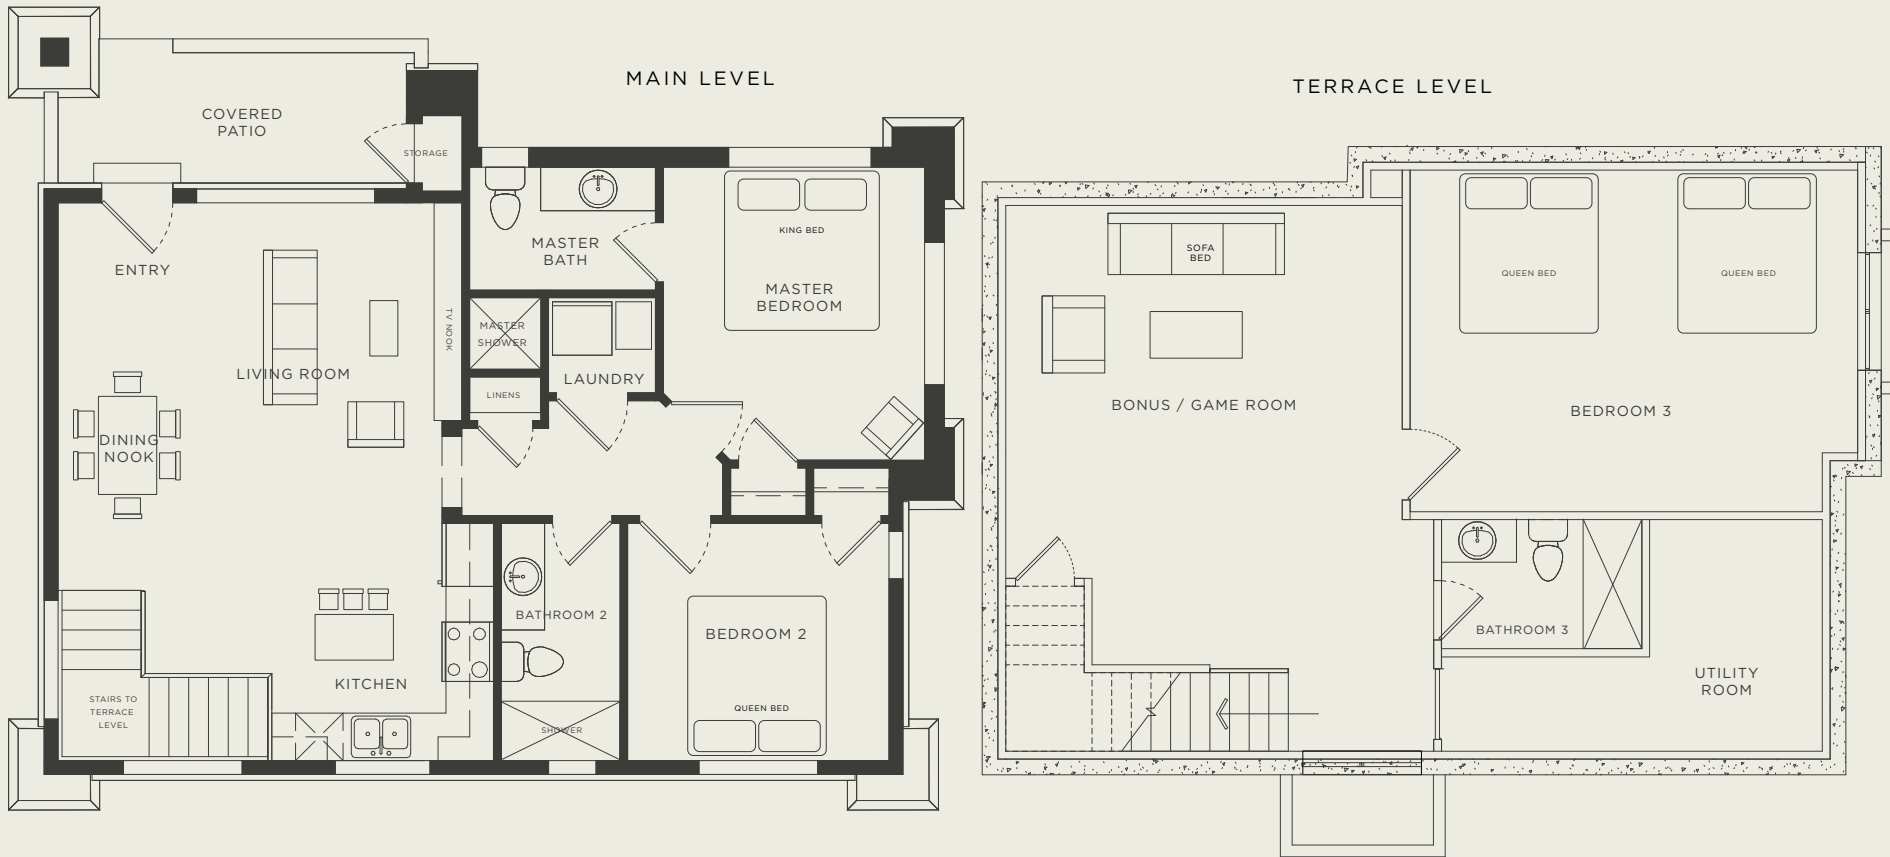 MAIN LEVEL
COVERED
PATIO
STORAGE
ENTRY
MASTER
BATH
KING BED
MASTER
BEDROOM
MASTER
SHOWER
TV NOOK
LIVING ROOM
LAUNDRY
LINENS
DINING
NOOK
BATHROOM 2
BEDROOM 2
KITCHEN
STAIRS TO
TERRACE
LEVEL
QUEEN BED
SHOWER
TERRACE LEVEL
SOFA
BED
QUEEN BED
QUEEN BED
BONUS / GAME ROOM
BEDROOM 3
BATHROOM 3
UTILITY
ROOM